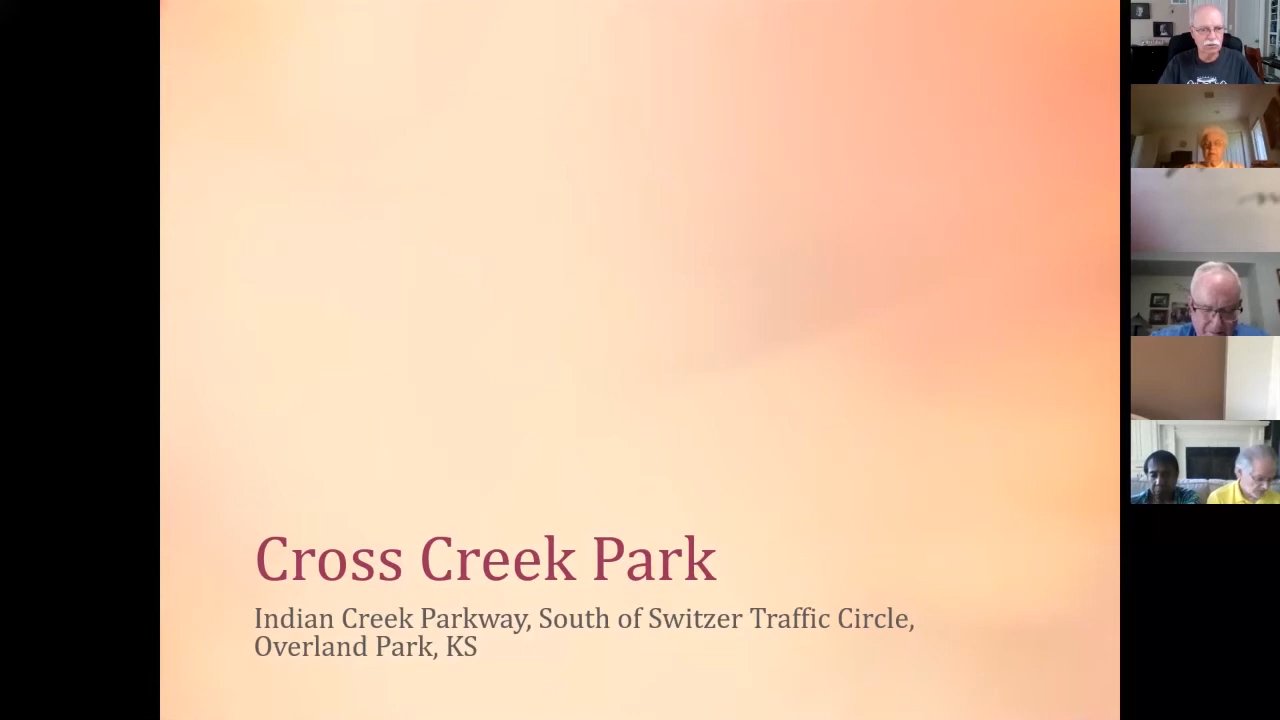 Cross Creek Park
Indian Creek Parkway, South of Switzer Traffic Circle,
Overland Park, KS